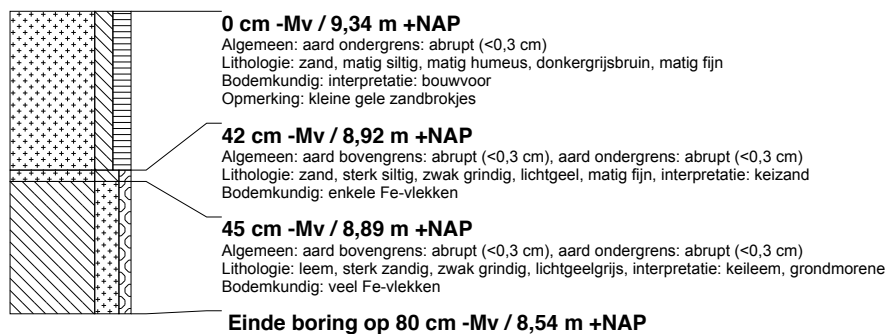 0 cm -Mv / 9,34 m +NAP
Algemeen: aard ondergrens: abrupt (<0,3 cm)
Lithologie: zand, matig siltig, matig humeus, donkergrijsbruin, matig fijn
Bodemkundig: interpretatie: bouwvoor
Opmerking: kleine gele zandbrokjes
42 cm -Mv / 8,92 m +NAP
Algemeen: aard bovengrens: abrupt (<0,3 cm), aard ondergrens: abrupt (<0,3 cm)
Lithologie: zand, sterk siltig, zwak grindig, lichtgeel, matig fijn, interpretatie: keizand
Bodemkundig: enkele Fe-vlekken
45 cm -Mv / 8,89 m +NAP
Algemeen: aard bovengrens: abrupt (<0,3 cm), aard ondergrens: abrupt (<0,3 cm)
Lithologie: leem, sterk zandig, zwak grindig, lichtgeelgrijs, interpretatie: keileem, grondmorene
Bodemkundig: veel Fe-vlekken
Einde boring op 80 cm -Mv / 8,54 m +NAP